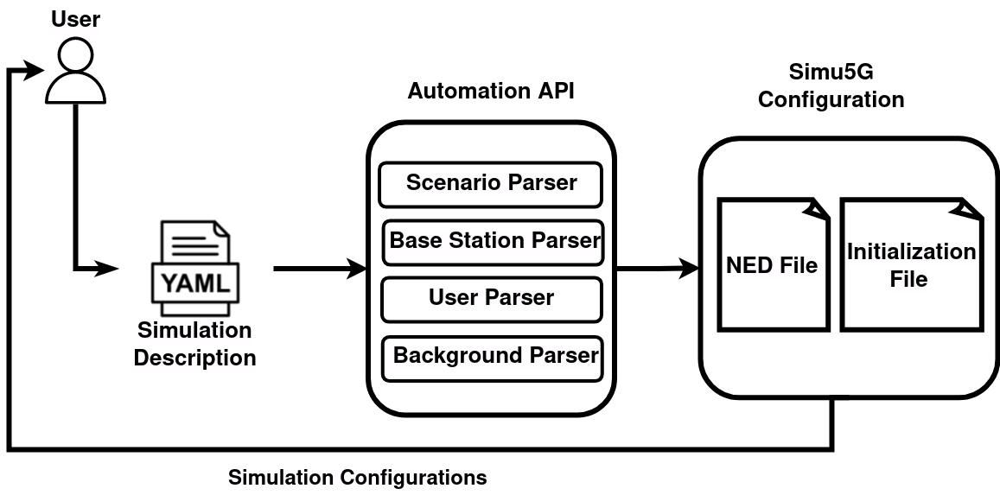 User
Automation API
Simu5G
Configuration
Scenario Parser
Base Station Parser
User Parser
Background Parser
NED File
Initialization
File
YAML
Simulation
Description
Simulation Configurations